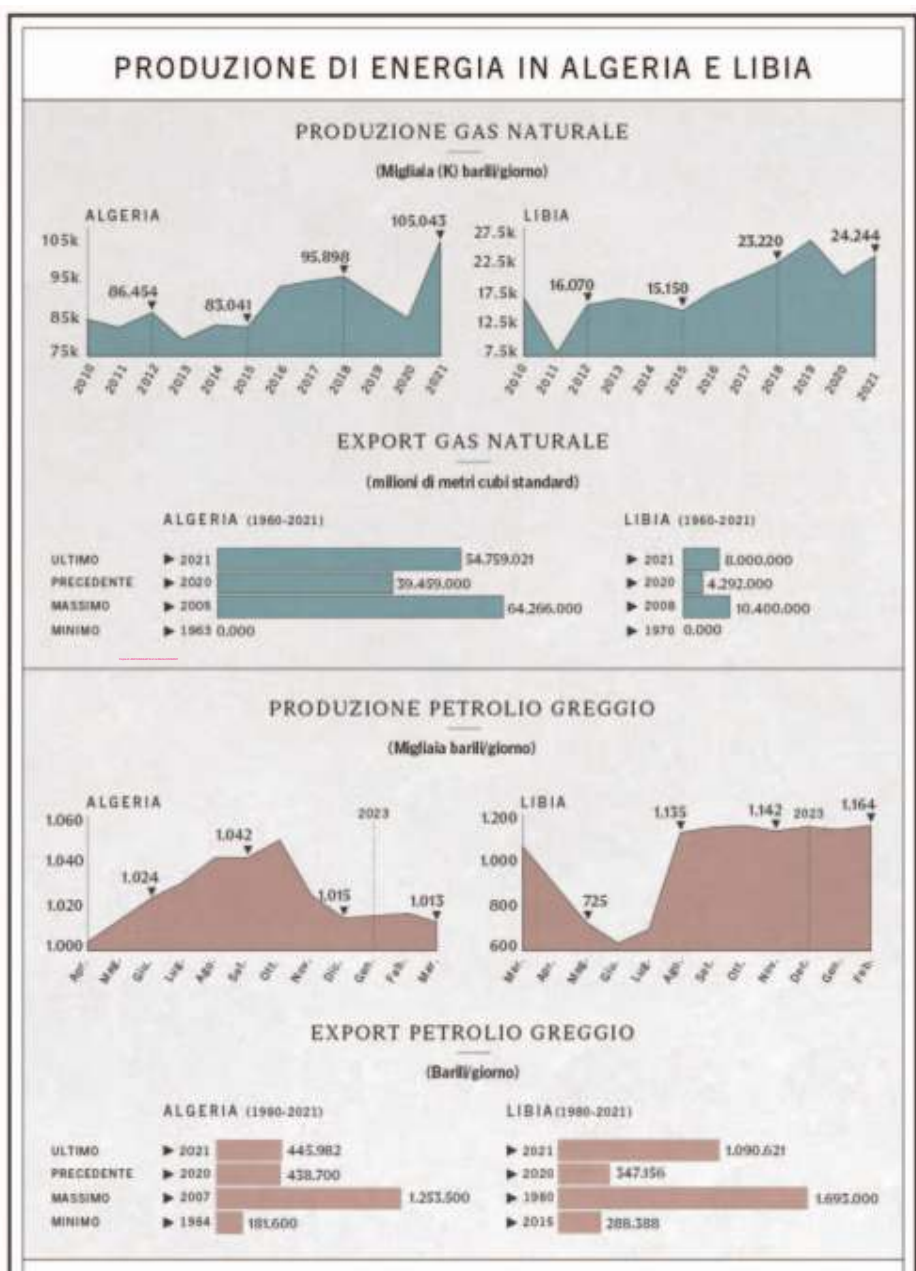 PRODUZIONE DI ENERGIA IN ALGERIA E LIBIA
PRODUZIONE GAS NATURALE
(Migliaia (K) barili/giorno)
ALGERIA
105k
95k
85k
75k
86.454
83.041
95.898
105.043
2010 2011 2012 2013 2014 2015 2016 2017 2018 2019 2020 2021
LIBIA
27.5k
22.5k
17.5k
12.5k
7.5k
16.070
15.150
23.220
24.244
2010 2011 2012 2013 2014 2015 2016 2017 2018 2019 2020 2021
EXPORT GAS NATURALE
(milioni di metri cubi standard)
ALGERIA (1960-2021)
ULTIMO ▶ 2021 54.759.021
PRECEDENTE ▶ 2020 39.459.000
MASSIMO ▶ 2005 64.266.000
MINIMO ▶ 1963 0.000
LIBIA (1960-2021)
▶ 2021 8.000.000
▶ 2020 4.292.000
▶ 2008 10.400.000
▶ 1970 0.000
PRODUZIONE PETROLIO GREGGIO
(Migliaia barili/giorno)
ALGERIA
1.060
1.040
1.020
1.000
1.024
1.042
1.015
2023
1.013
Apr. Mag. Giu. Lug. Ago. Set. Ott. Nov. Dic. Gen. Feb. Mar.
LIBIA
1.200
1.000
800
600
725
1.135
1.142
2023
1.164
Mar. Apr. Mag. Giu. Lug. Ago. Set. Ott. Nov. Dec. Gen. Feb.
EXPORT PETROLIO GREGGIO
(Barili/giorno)
ALGERIA (1980-2021)
ULTIMO ▶ 2021 445.982
PRECEDENTE ▶ 2020 438.700
MASSIMO ▶ 2007 1.253.500
MINIMO ▶ 1984 181.600
LIBIA (1980-2021)
▶ 2021 1.090.621
▶ 2020 347.156
▶ 1980 1.693.000
▶ 2015 288.388